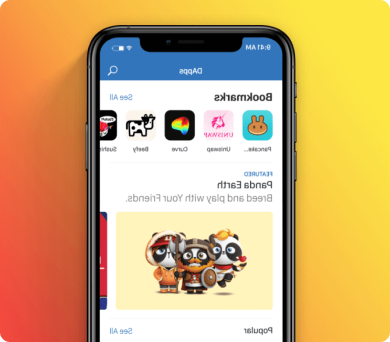 9:41 AM
DApps
Bookmarks
See All
Pancake...
UNISWAP
Uniswap
Curve
Beefy
Sushi
FEATURED
Panda Earth
Breed and play with Your Friends.
Popular
See All